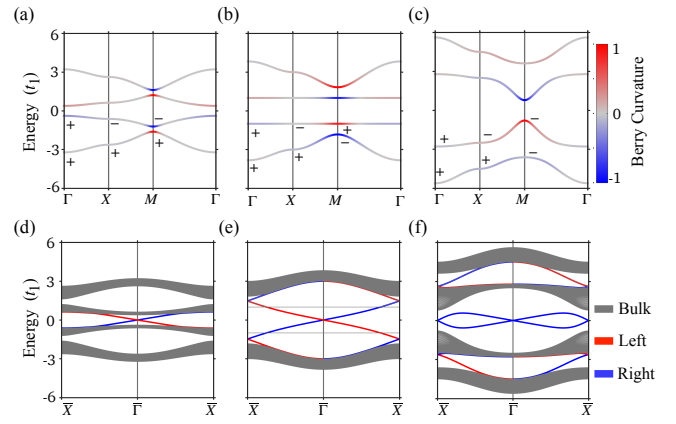 (a) (b) (c)
Energy (t₁)
6
3
0
-3
-6
+ − −
+ + +
+ − +
+ + −
+ − −
+ + −
Γ X M Γ
Γ X M Γ
Γ X M Γ
1
0
-1
Berry Curvature
(d) (e) (f)
Energy (t₁)
6
3
0
-3
-6
X̅ Γ̅ X̅
X̅ Γ̅ X̅
X̅ Γ̅ X̅
Bulk
Left
Right